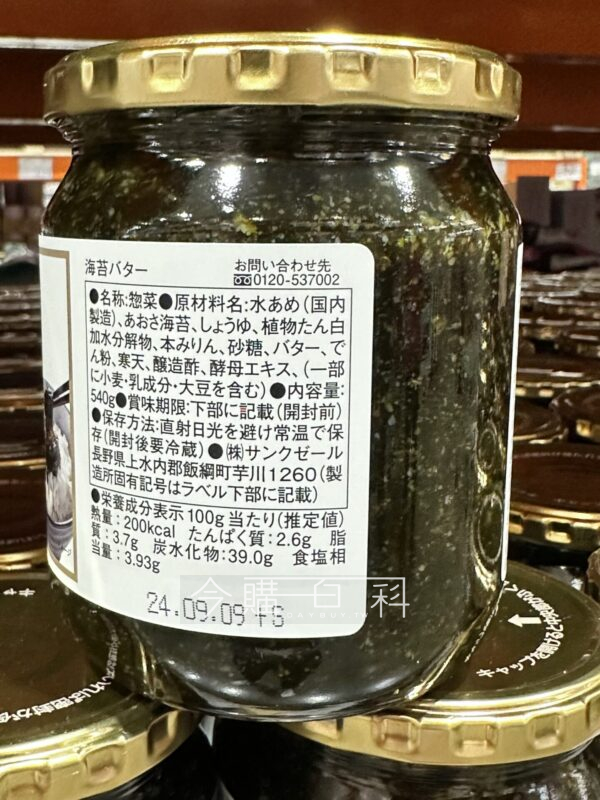 海苔バター
お問い合わせ先
0120-537002
●名称:惣菜●原材料名:水あめ(国内
製造)、あおさ海苔、しょうゆ、植物たん白
加水分解物、本みりん、砂糖、バター、で
ん粉、寒天、醸造酢、酵母エキス、(一部
に小麦・乳成分・大豆を含む)●内容量:
540g●賞味期限:下部に記載(開封前)
●保存方法:直射日光を避け常温で保
存(開封後要冷蔵)●㈱サンクゼール
長野県上水内郡飯綱町芋川1260(製
造所固有記号はラベル下部に記載)
●栄養成分表示100g当たり(推定値)
熱量:200kcal たんぱく質:2.6g 脂
質:3.7g 炭水化物:39.0g 食塩相
当量:3.93g
24.09.09+FS
今購百科